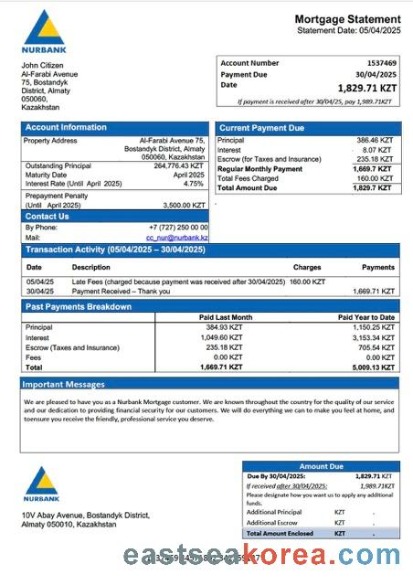 Mortgage Statement
Statement Date: 05/04/2025
NURBANK
John Citizen
Al-Farabi Avenue
75, Bostandyk
District, Almaty
050060,
Kazakhstan
Account Number 1537469
Payment Due 30/04/2025
Date 1,829.71 KZT
If payment is received after 30/04/25, pay 1,989.71KZT
Account Information
Property Address Al-Farabi Avenue 75,
Bostandyk District, Almaty
050060, Kazakhstan
Outstanding Principal 264,776.43 KZT
Maturity Date April 2025
Interest Rate (Until April 2025) 4.75%
Prepayment Penalty
(Until April 2025) 3,500.00 KZT
Contact Us
By Phone: +7 (727) 250 00 00
Mail: cc_nur@nurbank.kz
Current Payment Due
Principal 386.46 KZT
Interest 8.07 KZT
Escrow (for Taxes and Insurance) 235.18 KZT
Regular Monthly Payment 1,669.7 KZT
Total Fees Charged 160.00 KZT
Total Amount Due 1,829.7 KZT
Transaction Activity (05/04/2025 – 30/04/2025)
Date Description Charges Payments
05/04/25 Late Fees (charged because payment was received after 30/04/2025) 160.00 KZT
30/04/25 Payment Received – Thank you 1,669.71 KZT
Past Payments Breakdown
Paid Last Month Paid Year to Date
Principal 384.93 KZT 1,150.25 KZT
Interest 1,049.60 KZT 3,153.34 KZT
Escrow (Taxes and Insurance) 235.18 KZT 705.54 KZT
Fees 0.00 KZT 0.00 KZT
Total 1,669.71 KZT 5,009.13 KZT
Important Messages
We are pleased to have you as a Nurbank Mortgage customer. We are known throughout the country for the quality of our service
and our dedication to providing financial security for our customers. We will do everything we can to make you feel at home, and
toensure you receive the friendly, professional service you deserve.
NURBANK
10V Abay Avenue, Bostandyk District,
Almaty 050010, Kazakhstan
Amount Due
Due By 30/04/2025: 1,829.71 KZT
If received after 30/04/2025: 1,989.71KZT
Please designate how you want us to apply any additional
funds.
Additional Principal KZT .
Additional Escrow KZT .
Total Amount Enclosed KZT .
eastseakorea.com